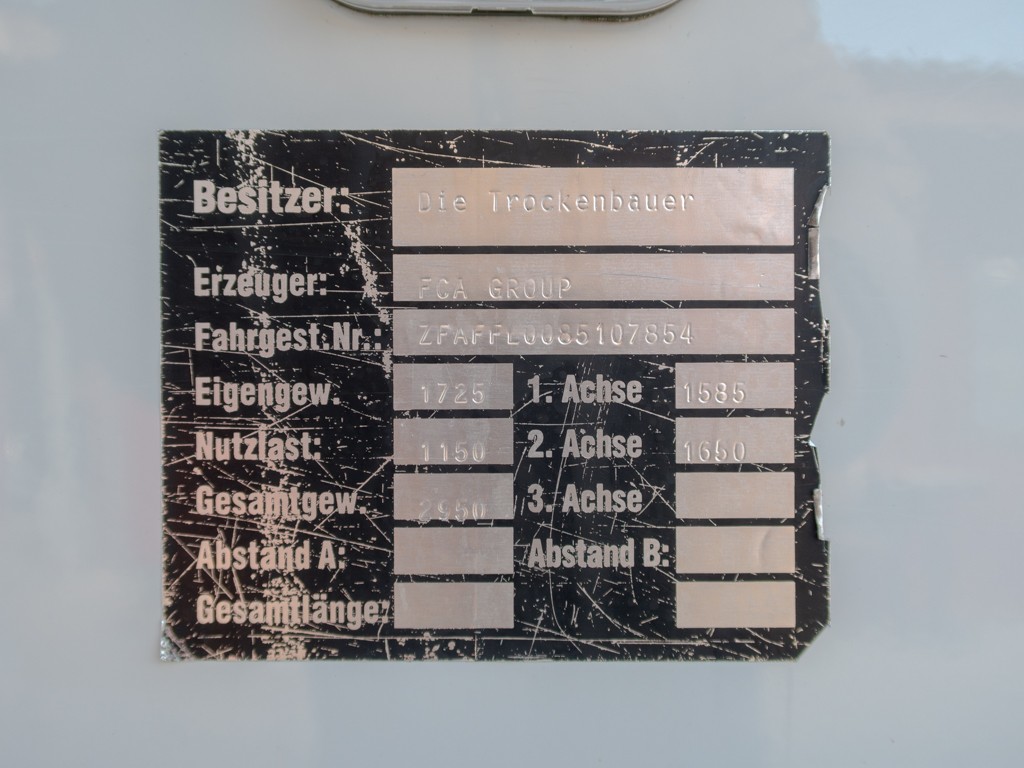 Besitzer: Die Trockenbauer
Erzeuger: FCA GROUP
Fahrgest.Nr.: ZFAFFL0085107854
Eigengew. 1725 1. Achse 1585
Nutzlast: 1150 2. Achse 1650
Gesamtgew. 2950 3. Achse
Abstand A: Abstand B:
Gesamtlänge: